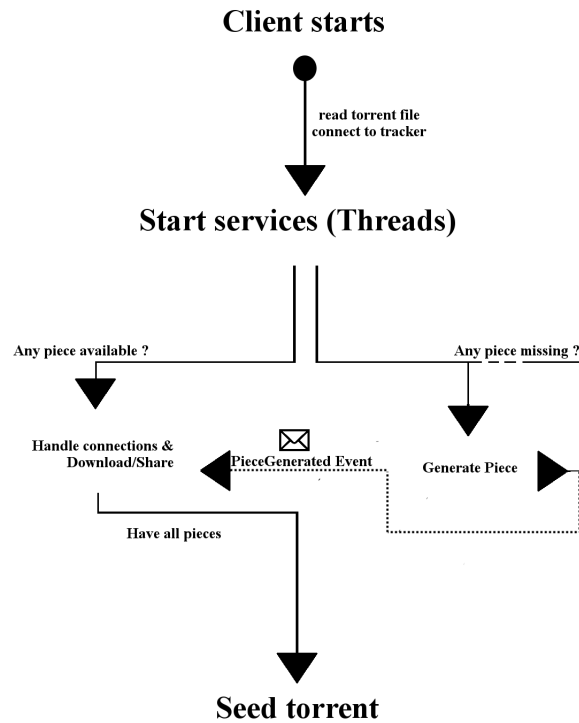 Client starts
read torrent file
connect to tracker
Start services (Threads)
Any piece available ?
Any piece missing ?
Handle connections &
Download/Share
PieceGenerated Event
Generate Piece
Have all pieces
Seed torrent